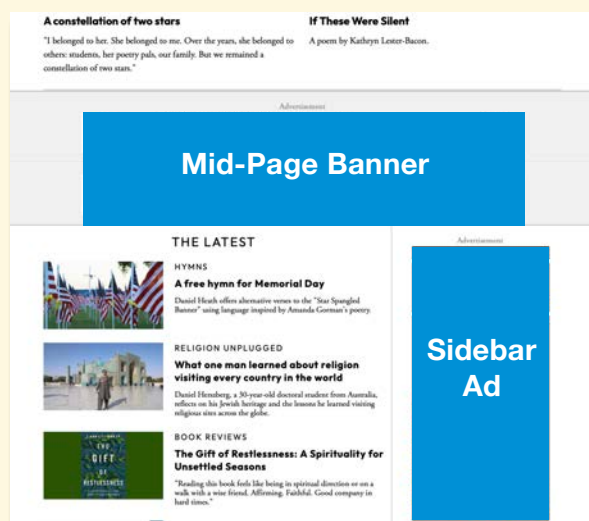 A constellation of two stars
"I belonged to her. She belonged to me. Over the years, she belonged to
others: students, her poetry pals, our family. But we remained a
constellation of two stars."
If These Were Silent
A poem by Kathryn Lester-Bacon.
Advertisement
Mid-Page Banner
THE LATEST
HYMNS
A free hymn for Memorial Day
Daniel Heath offers alternative verses to the "Star Spangled
Banner" using language inspired by Amanda Gorman's poetry.
RELIGION UNPLUGGED
What one man learned about religion
visiting every country in the world
Daniel Herszberg, a 30-year-old doctoral student from Australia,
reflects on his Jewish heritage and the lessons he learned visiting
religious sites across the globe.
BOOK REVIEWS
The Gift of Restlessness: A Spirituality for
Unsettled Seasons
"Reading this book feels like being in spiritual direction or on a
walk with a wise friend. Affirming. Faithful. Good company in
hard times."
THE
GIFT
OF
RESTLESSNESS
Advertisement
Sidebar
Ad